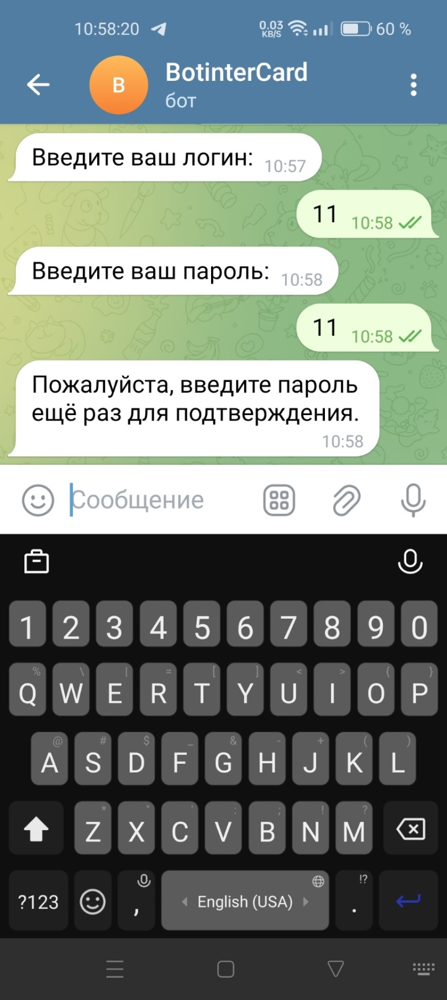 10:58:20 0.03 KB/S 60 %
B BotinterCard
бот
Введите ваш логин: 10:57
11 10:58
Введите ваш пароль: 10:58
11 10:58
Пожалуйста, введите пароль
ещё раз для подтверждения.
10:58
Сообщение
1 2 3 4 5 6 7 8 9 0
% \ | = [ ] < > { }
Q W E R T Y U I O P
@ # $ _ & - + ( )
A S D F G H J K L
* " ' : ; ! ?
Z X C V B N M
!?
?123 , English (USA) .